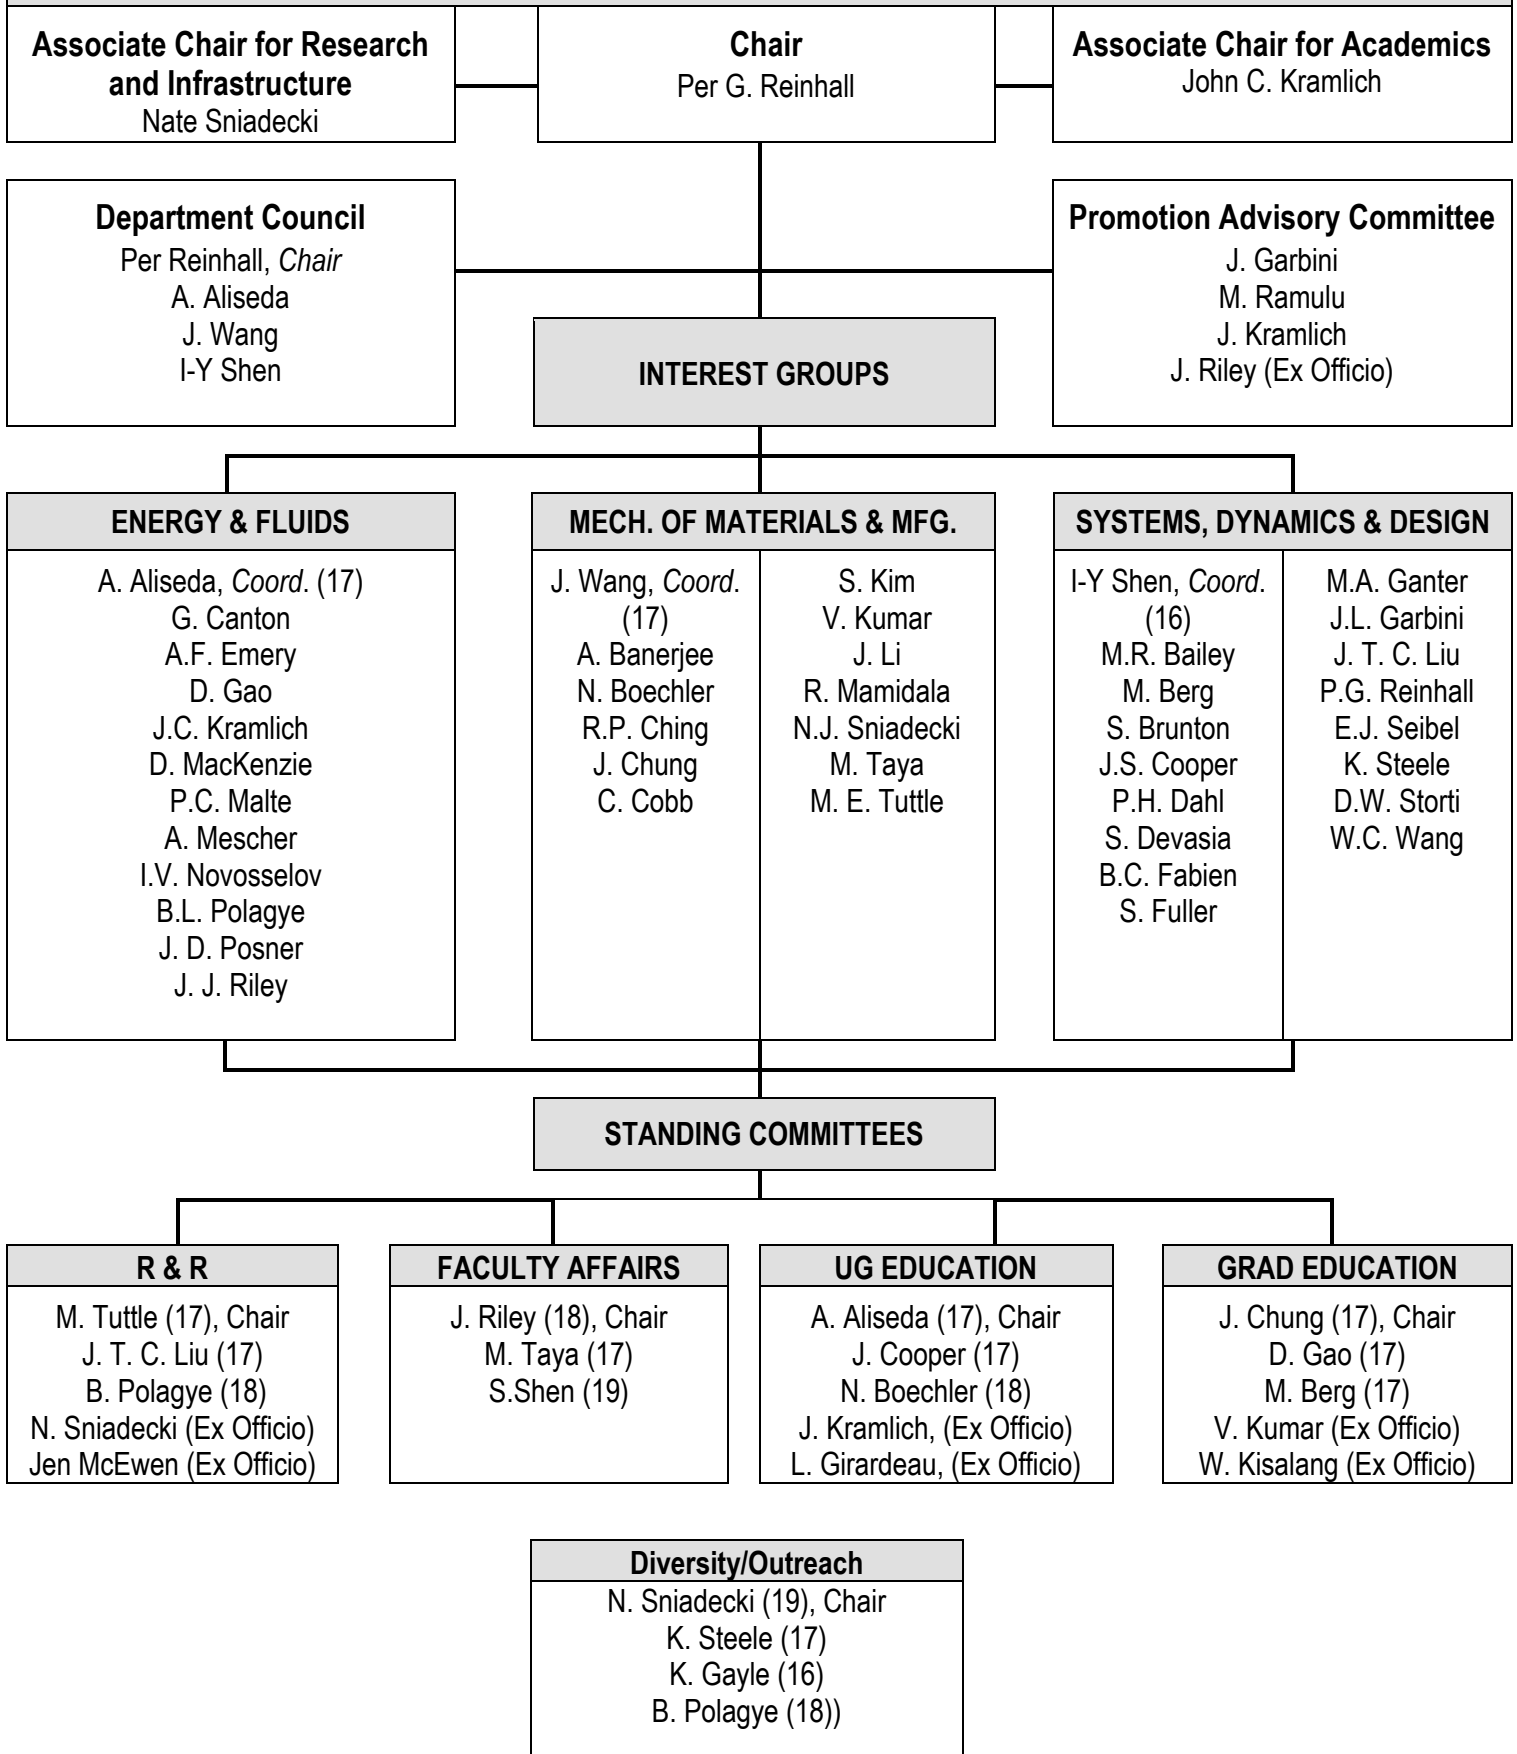 Associate Chair for Research
and Infrastructure
Nate Sniadecki
Chair
Per G. Reinhall
Associate Chair for Academics
John C. Kramlich
Department Council
Per Reinhall, Chair
A. Aliseda
J. Wang
I-Y Shen
Promotion Advisory Committee
J. Garbini
M. Ramulu
J. Kramlich
J. Riley (Ex Officio)
INTEREST GROUPS
ENERGY & FLUIDS
A. Aliseda, Coord. (17)
G. Canton
A.F. Emery
D. Gao
J.C. Kramlich
D. MacKenzie
P.C. Malte
A. Mescher
I.V. Novosselov
B.L. Polagye
J. D. Posner
J. J. Riley
MECH. OF MATERIALS & MFG.
J. Wang, Coord.
(17)
A. Banerjee
N. Boechler
R.P. Ching
J. Chung
C. Cobb
S. Kim
V. Kumar
J. Li
R. Mamidala
N.J. Sniadecki
M. Taya
M. E. Tuttle
SYSTEMS, DYNAMICS & DESIGN
I-Y Shen, Coord.
(16)
M.R. Bailey
M. Berg
S. Brunton
J.S. Cooper
P.H. Dahl
S. Devasia
B.C. Fabien
S. Fuller
M.A. Ganter
J.L. Garbini
J. T. C. Liu
P.G. Reinhall
E.J. Seibel
K. Steele
D.W. Storti
W.C. Wang
STANDING COMMITTEES
R & R
M. Tuttle (17), Chair
J. T. C. Liu (17)
B. Polagye (18)
N. Sniadecki (Ex Officio)
Jen McEwen (Ex Officio)
FACULTY AFFAIRS
J. Riley (18), Chair
M. Taya (17)
S.Shen (19)
UG EDUCATION
A. Aliseda (17), Chair
J. Cooper (17)
N. Boechler (18)
J. Kramlich, (Ex Officio)
L. Girardeau, (Ex Officio)
GRAD EDUCATION
J. Chung (17), Chair
D. Gao (17)
M. Berg (17)
V. Kumar (Ex Officio)
W. Kisalang (Ex Officio)
Diversity/Outreach
N. Sniadecki (19), Chair
K. Steele (17)
K. Gayle (16)
B. Polagye (18))